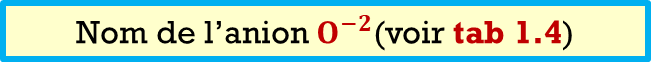 Nom de l’anion O⁻²(voir tab 1.4)